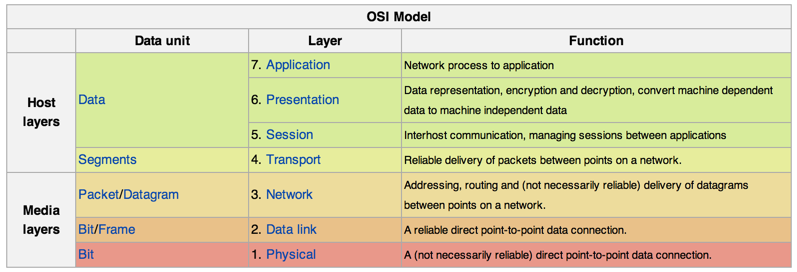 OSI Model
Data unit Layer Function
Host
layers
Data
7. Application Network process to application
6. Presentation Data representation, encryption and decryption, convert machine dependent
data to machine independent data
5. Session Interhost communication, managing sessions between applications
Segments 4. Transport Reliable delivery of packets between points on a network.
Media
layers
Packet/Datagram 3. Network Addressing, routing and (not necessarily reliable) delivery of datagrams
between points on a network.
Bit/Frame 2. Data link A reliable direct point-to-point data connection.
Bit 1. Physical A (not necessarily reliable) direct point-to-point data connection.